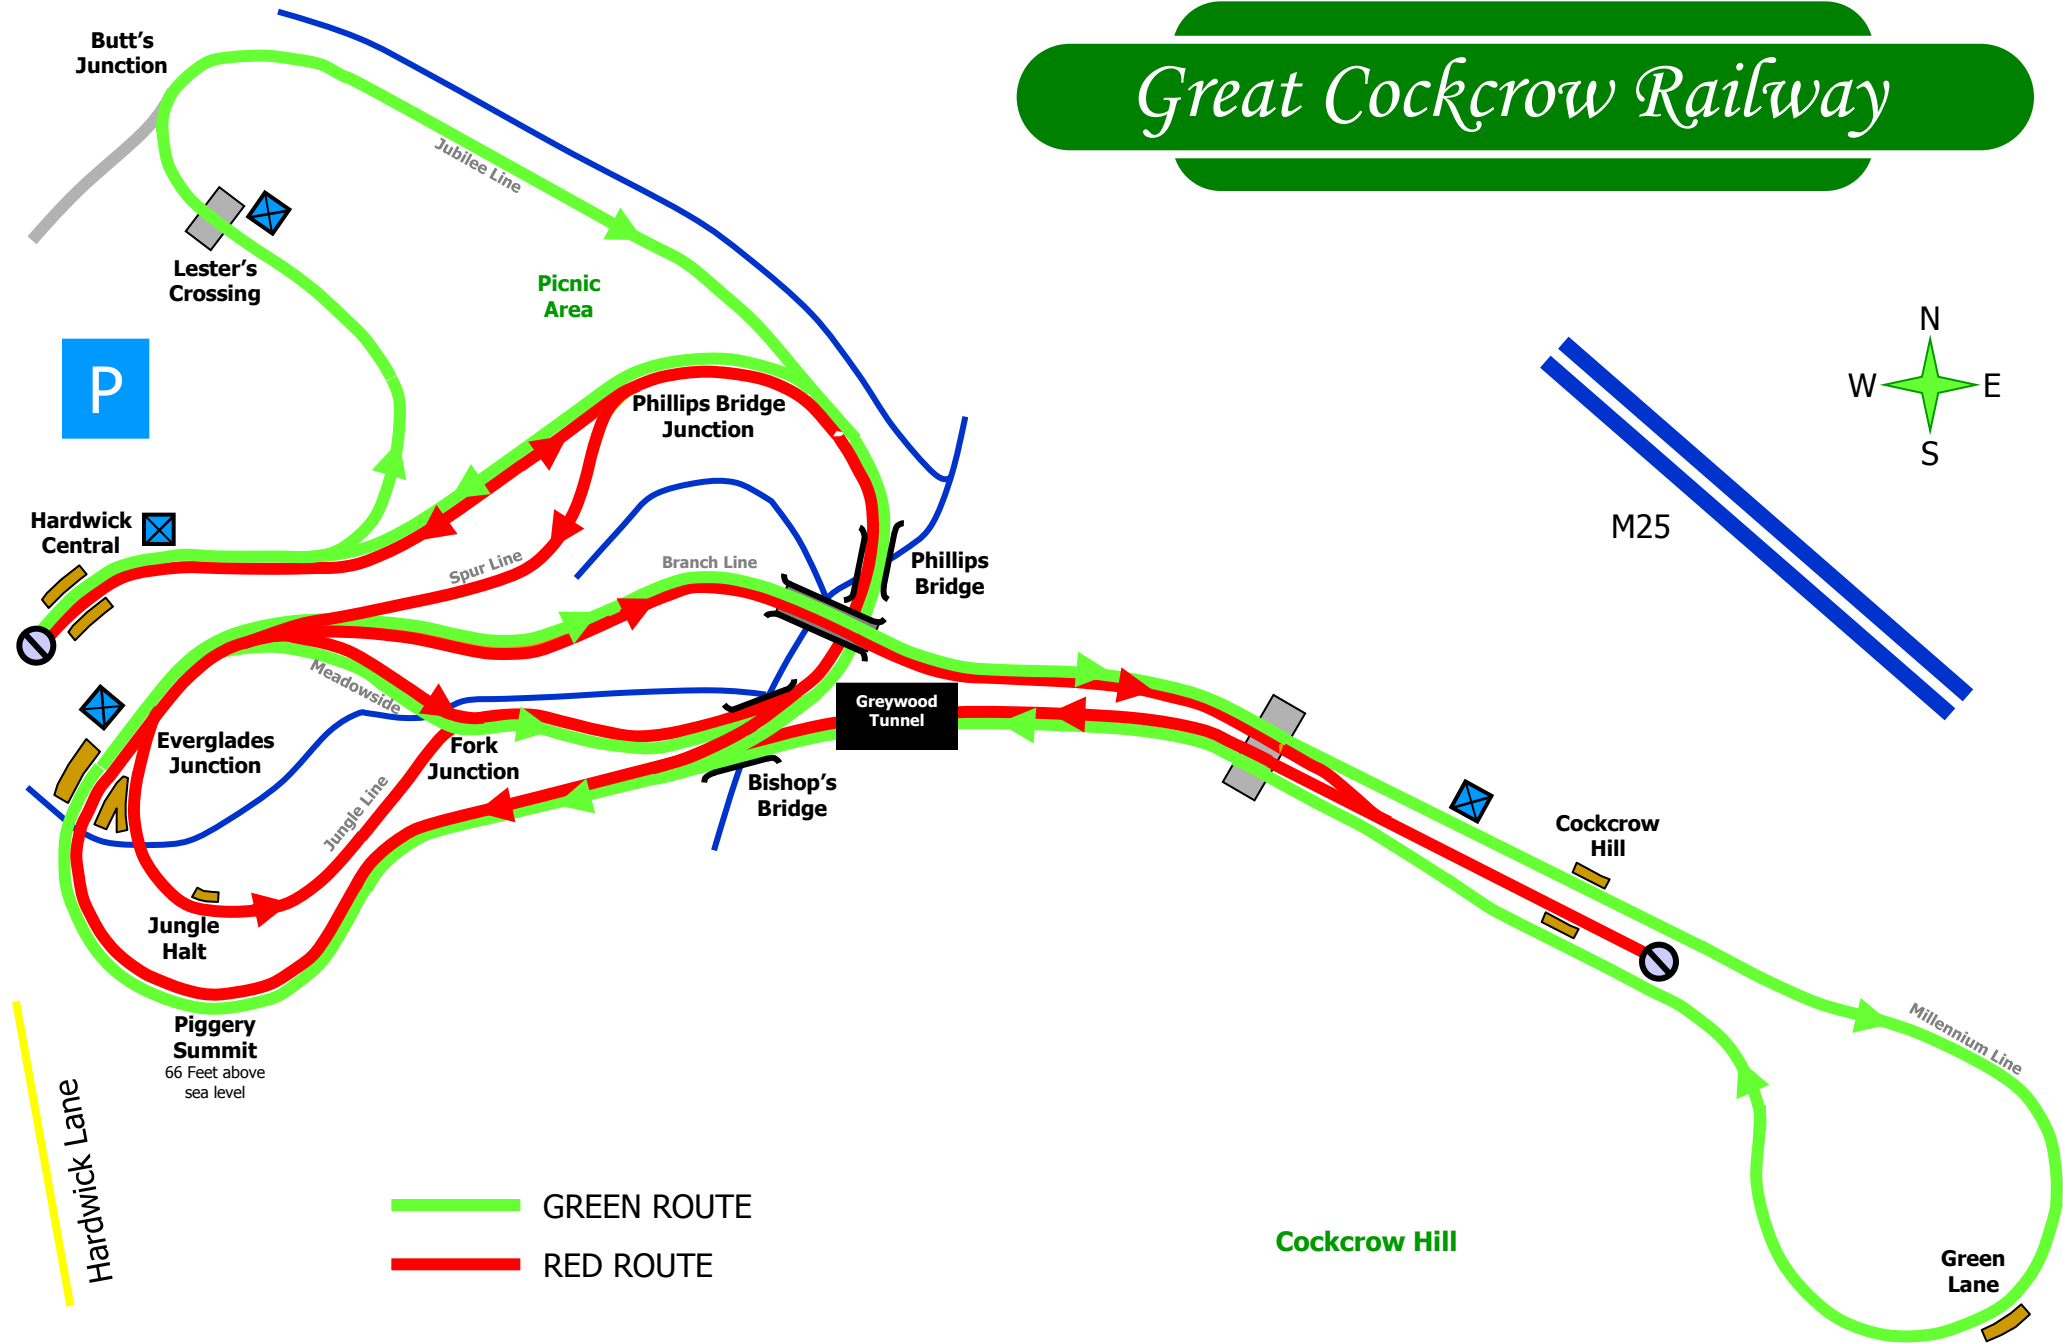 Great Cockcrow Railway
Butt’s
Junction
Jubilee Line
Lester’s
Crossing
Picnic
Area
N
W
E
S
P
Phillips Bridge
Junction
M25
Hardwick
Central
Spur Line
Branch Line
Phillips
Bridge
Meadowside
Greywood
Tunnel
Everglades
Junction
Fork
Junction
Bishop’s
Bridge
Jungle Line
Cockcrow
Hill
Jungle
Halt
Piggery
Summit
66 Feet above
sea level
Millennium Line
Hardwick Lane
GREEN ROUTE
RED ROUTE
Cockcrow Hill
Green
Lane